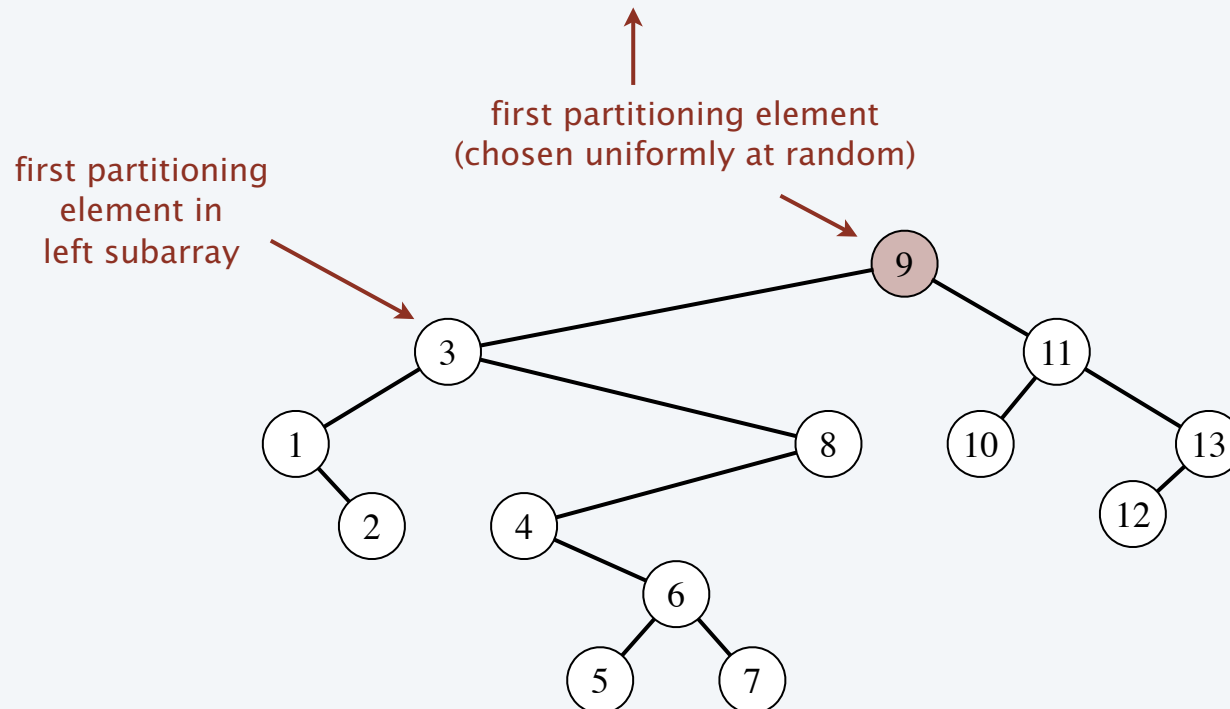 first partitioning element
(chosen uniformly at random)
first partitioning
element in
left subarray
9
3
11
1
8
10
13
2
4
12
6
5
7